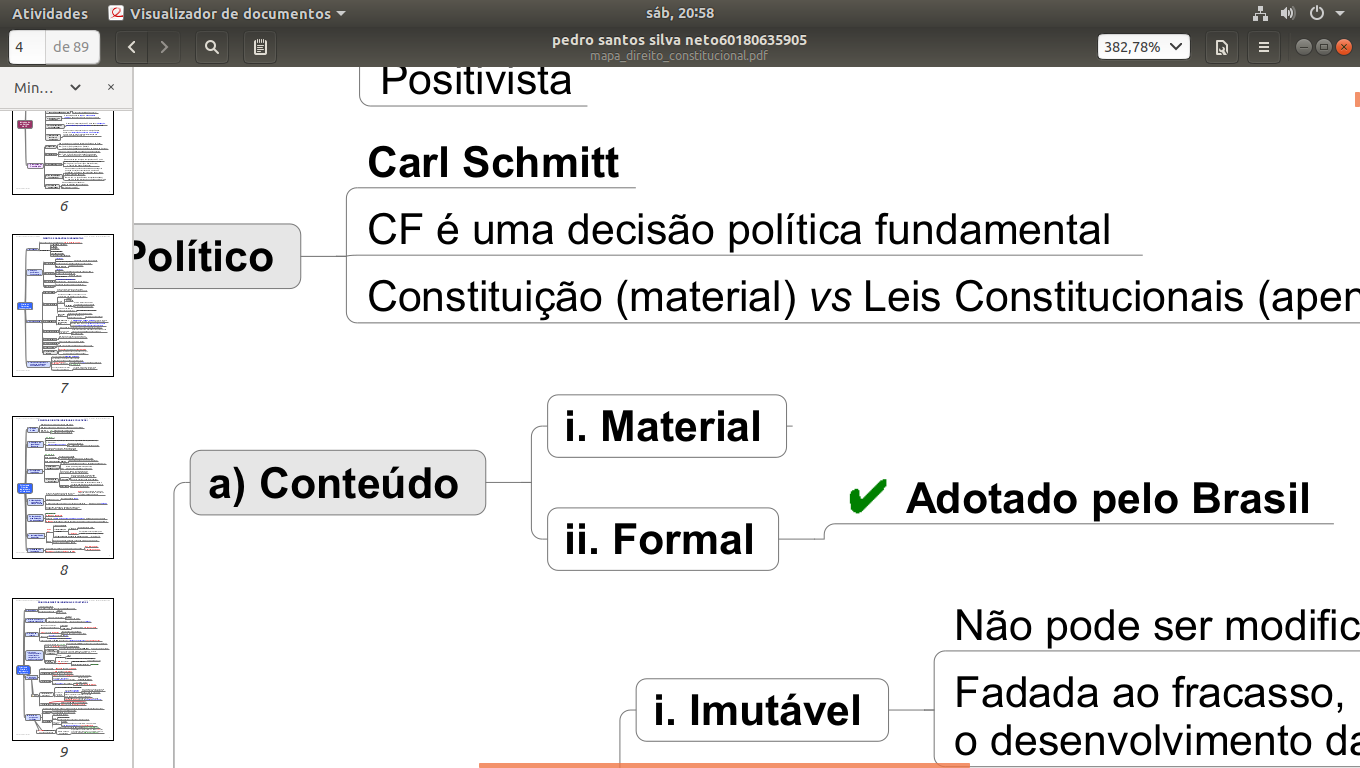 Atividades Visualizador de documentos sáb, 20:58
4 de 89 pedro santos silva neto60180635905 382,78%
mapa_direito_constitucional.pdf
Min...
Positivista
Carl Schmitt
CF é uma decisão política fundamental
Político
Constituição (material) vs Leis Constitucionais (apen
i. Material
a) Conteúdo
✔ Adotado pelo Brasil
ii. Formal
Não pode ser modific
Fadada ao fracasso,
i. Imutável
o desenvolvimento da
6
7
8
9